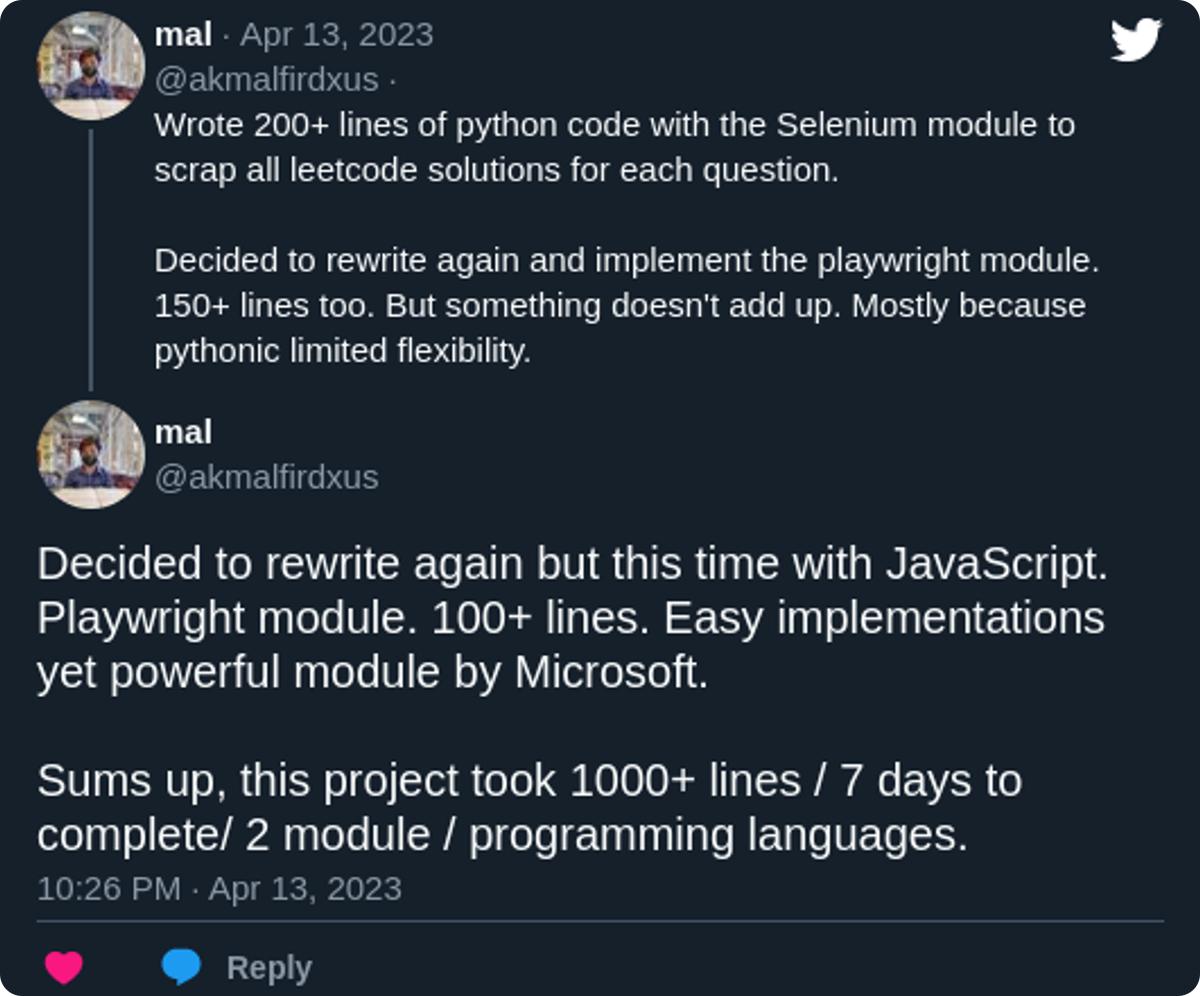 mal · Apr 13, 2023
@akmalfirdxus ·
Wrote 200+ lines of python code with the Selenium module to
scrap all leetcode solutions for each question.
Decided to rewrite again and implement the playwright module.
150+ lines too. But something doesn't add up. Mostly because
pythonic limited flexibility.
mal
@akmalfirdxus
Decided to rewrite again but this time with JavaScript.
Playwright module. 100+ lines. Easy implementations
yet powerful module by Microsoft.
Sums up, this project took 1000+ lines / 7 days to
complete/ 2 module / programming languages.
10:26 PM · Apr 13, 2023
Reply